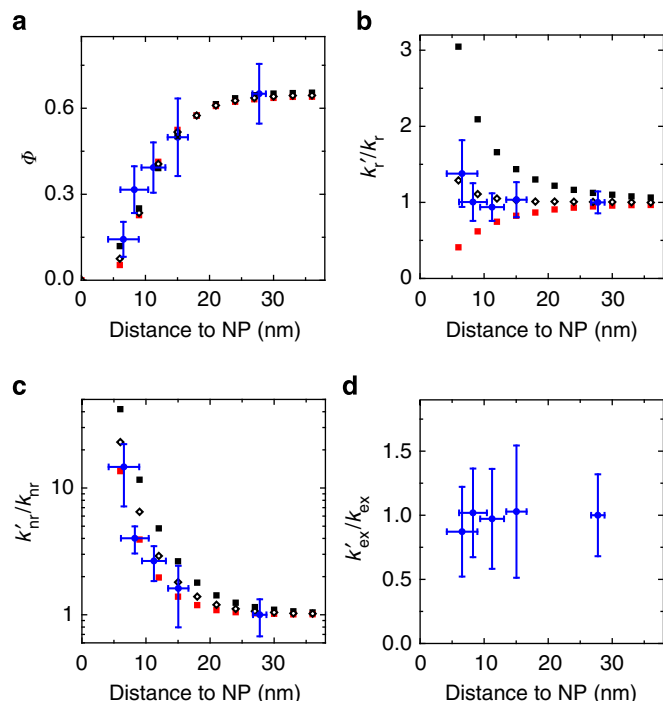 a
0.6
0.3
0.0
Φ
0 10 20 30
Distance to NP (nm)
b
4
3
2
1
0
k′r/kr
0 10 20 30
Distance to NP (nm)
c
10
1
k′nr/knr
0 10 20 30
Distance to NP (nm)
d
1.5
1.0
0.5
0.0
k′ex/kex
0 10 20 30
Distance to NP (nm)